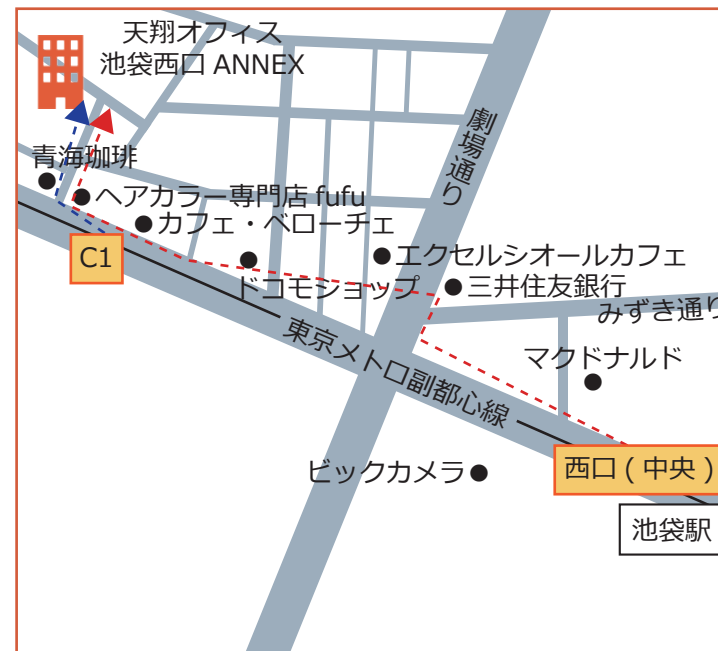 天翔オフィス
池袋西口 ANNEX
劇場通り
青海珈琲
ヘアカラー専門店 fufu
カフェ・ベローチェ
C1
エクセルシオールカフェ
ドコモショップ
三井住友銀行
みずき通り
東京メトロ副都心線
マクドナルド
ビックカメラ
西口 ( 中央 )
池袋駅